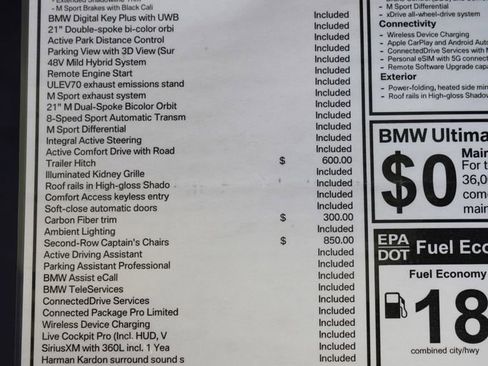 - M Sport Brakes with Black Cali
BMW Digital Key Plus with UWB Included
21" Double-spoke bi-color orbi Included
Active Park Distance Control Included
Parking View with 3D View (Sur Included
48V Mild Hybrid System Included
Remote Engine Start Included
ULEV70 exhaust emissions stand Included
M Sport exhaust system Included
21" M Dual-Spoke Bicolor Orbit Included
8-Speed Sport Automatic Transm Included
M Sport Differential Included
Integral Active Steering Included
Active Comfort Drive with Road Included
Trailer Hitch $ 600.00
Illuminated Kidney Grille Included
Roof rails in High-gloss Shado Included
Comfort Access keyless entry Included
Soft-close automatic doors Included
Carbon Fiber trim $ 300.00
Ambient Lighting Included
Second-Row Captain's Chairs $ 850.00
Active Driving Assistant Included
Parking Assistant Professional Included
BMW Assist eCall Included
BMW TeleServices Included
ConnectedDrive Services Included
Connected Package Pro Limited Included
Wireless Device Charging Included
Live Cockpit Pro (Incl. HUD, V Included
SiriusXM with 360L incl. 1 Yea Included
Harman Kardon surround sound s Included
- M Sport Differential
- xDrive all-wheel-drive system
Connectivity
- Wireless Device Charging
- Apple CarPlay and Android Auto
- ConnectedDrive Services with
- Personal eSIM with 5G connec
- Remote Software Upgrade capa
Exterior
- Power-folding, heated side mir
- Roof rails in High-gloss Shadow
BMW Ultima
$0
Main
For t
36,0
com
main
EPA
DOT
Fuel Eco
Fuel Economy
18
combined city/hwy